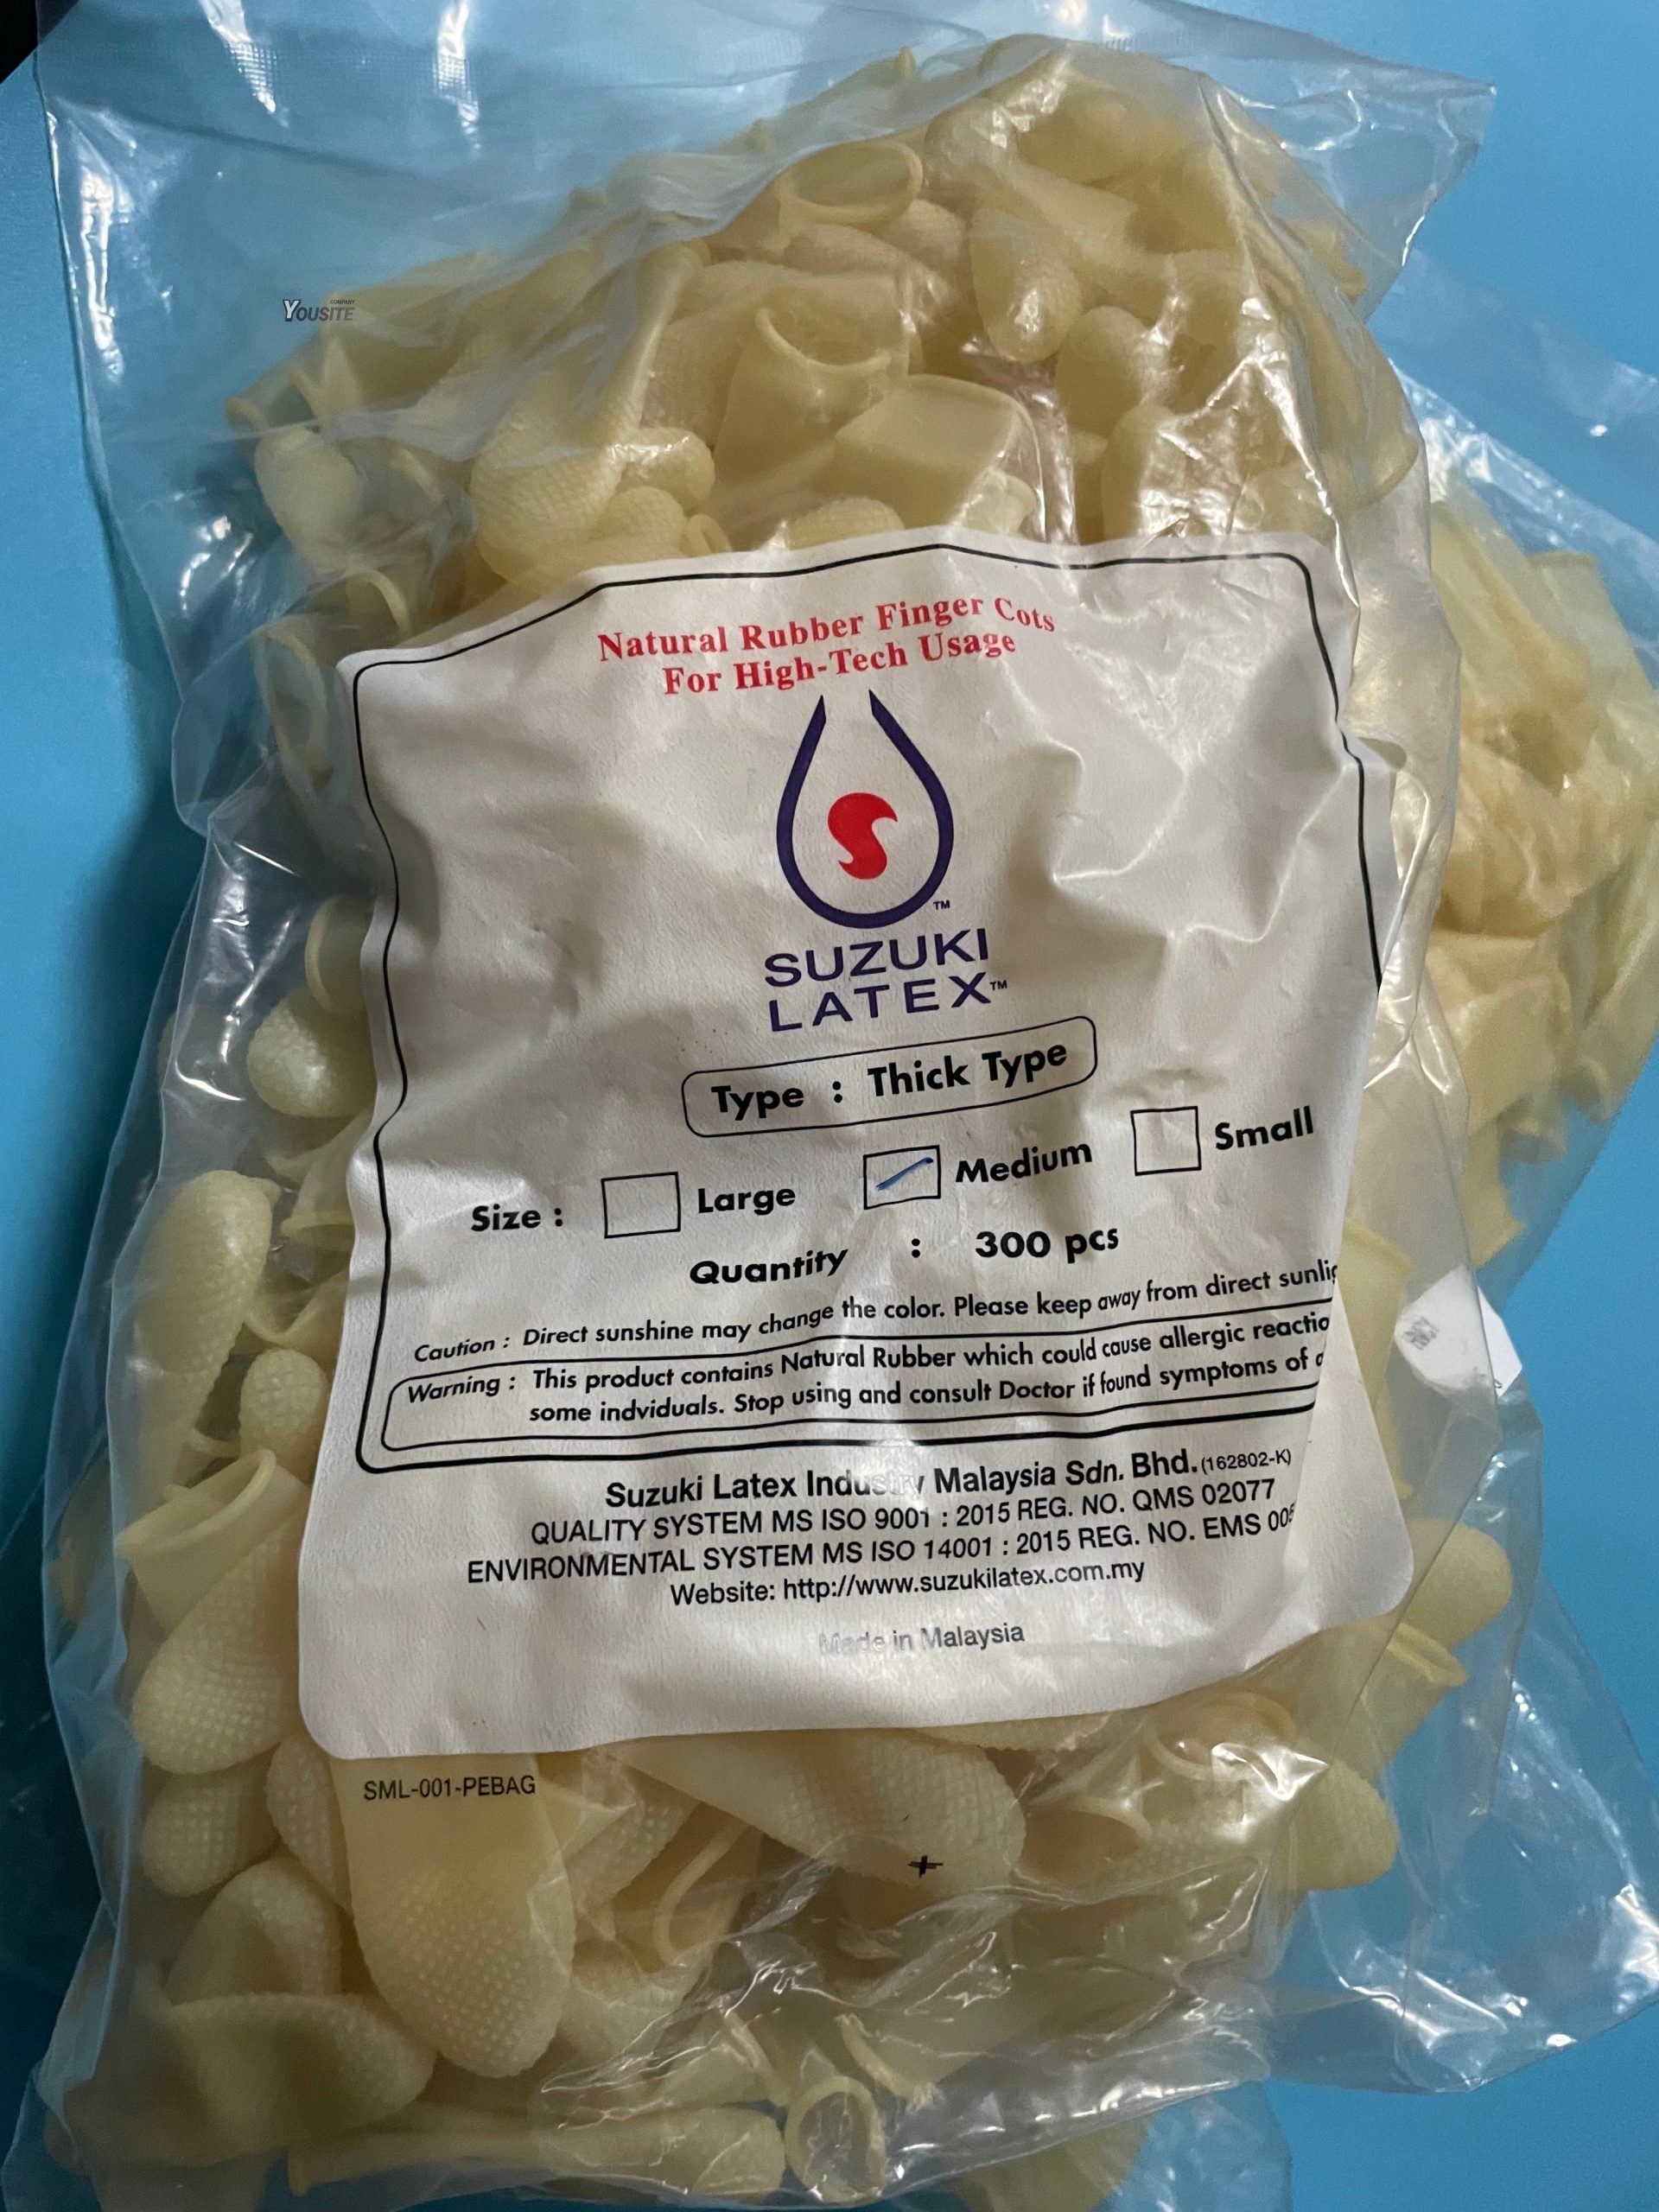 YOUSITE COMPANY
Natural Rubber Finger Cots
For High-Tech Usage
TM
SUZUKI
LATEX™
Type : Thick Type
Size : Large Medium Small
Quantity : 300 pcs
Caution : Direct sunshine may change the color. Please keep away from direct
Warning : This product contains Natural Rubber which could cause allergic
some indviduals. Stop using and consult Doctor if found symptoms of
Suzuki Latex Industry Malaysia Sdn. Bhd. (162802-K)
QUALITY SYSTEM MS ISO 9001 : 2015 REG. NO. QMS 02077
ENVIRONMENTAL SYSTEM MS ISO 14001 : 2015 REG. NO. EMS
Website: http://www.suzukilatex.com.my
Made in Malaysia
SML-001-PEBAG